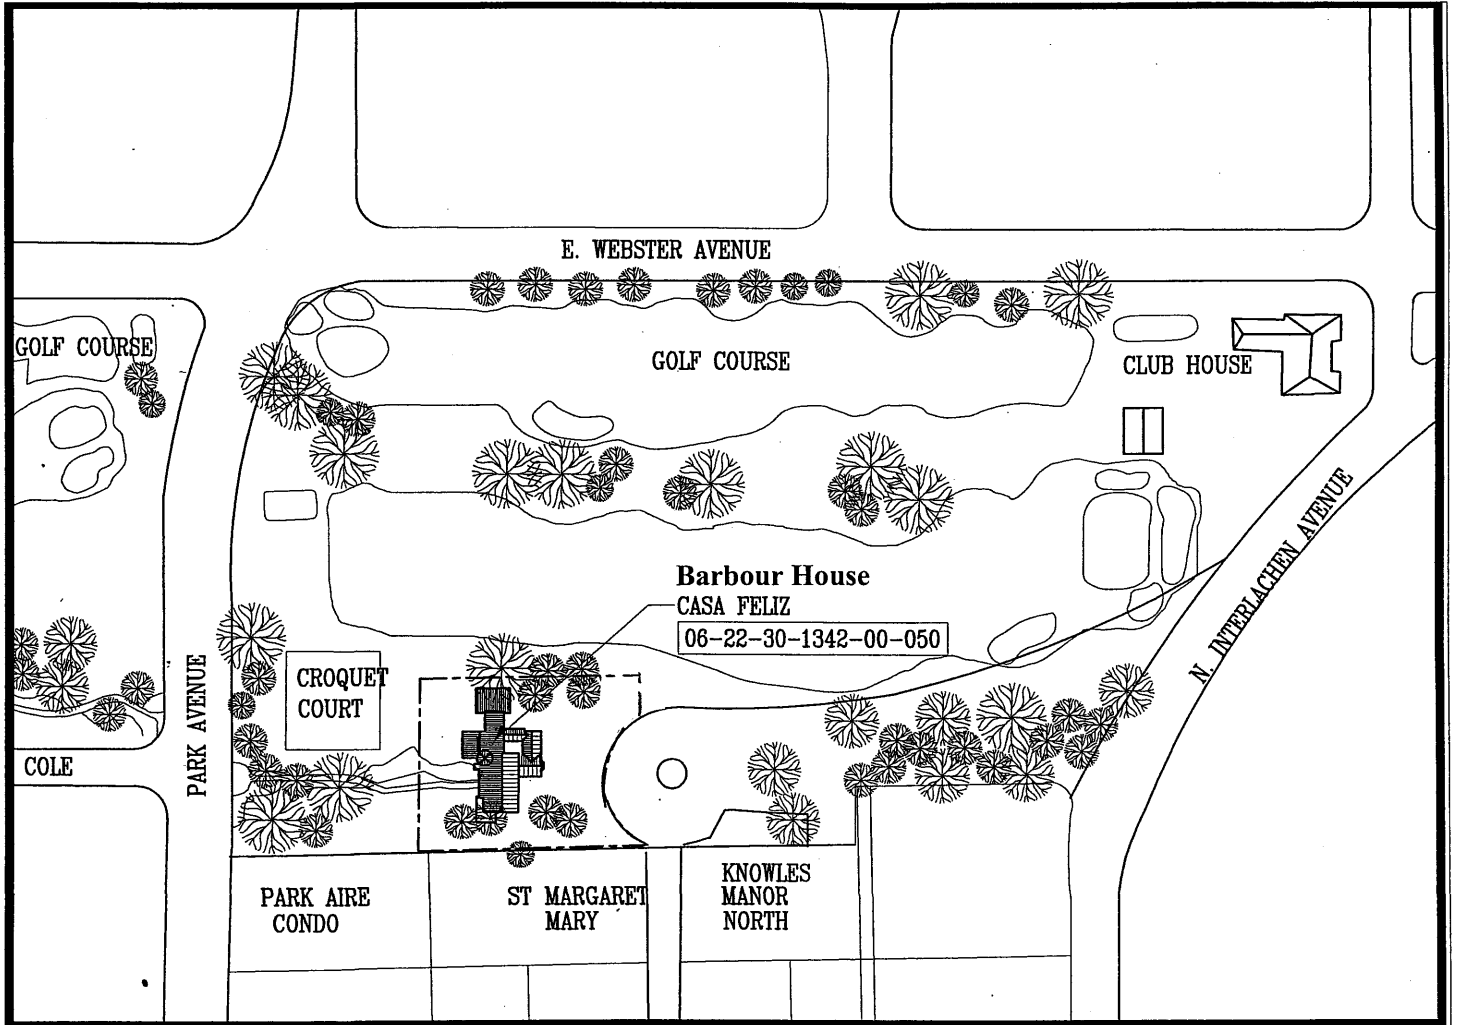 E. WEBSTER AVENUE
GOLF COURSE
GOLF COURSE
CLUB HOUSE
N. INTERLACHEN AVENUE
Barbour House
CASA FELIZ
06-22-30-1342-00-050
CROQUET
COURT
PARK AVENUE
COLE
PARK AIRE
CONDO
ST MARGARET
MARY
KNOWLES
MANOR
NORTH